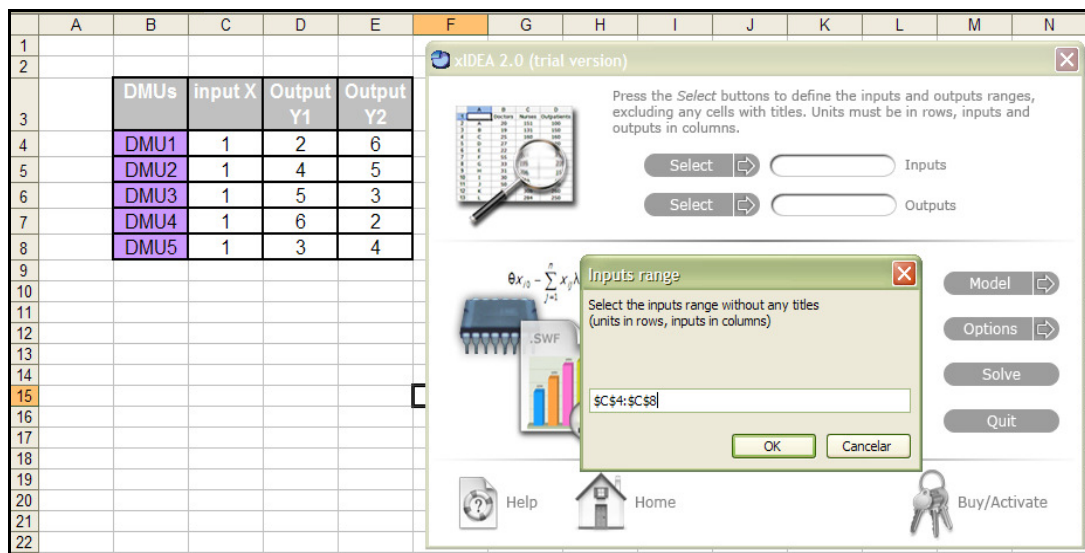 A B C D E F G H I J K L M N
1
2
3 DMUs input X Output Y1 Output Y2
4 DMU1 1 2 6
5 DMU2 1 4 5
6 DMU3 1 5 3
7 DMU4 1 6 2
8 DMU5 1 3 4
9
10
11
12
13
14
15
16
17
18
19
20
21
22
xIDEA 2.0 (trial version)
Press the Select buttons to define the inputs and outputs ranges,
excluding any cells with titles. Units must be in rows, inputs and
outputs in columns.
Select Inputs
Select Outputs
Doctors Nurses Outpatients
.SWF
Inputs range
Select the inputs range without any titles
(units in rows, inputs in columns)
$C$4:$C$8
OK Cancelar
Model
Options
Solve
Quit
Help Home Buy/Activate